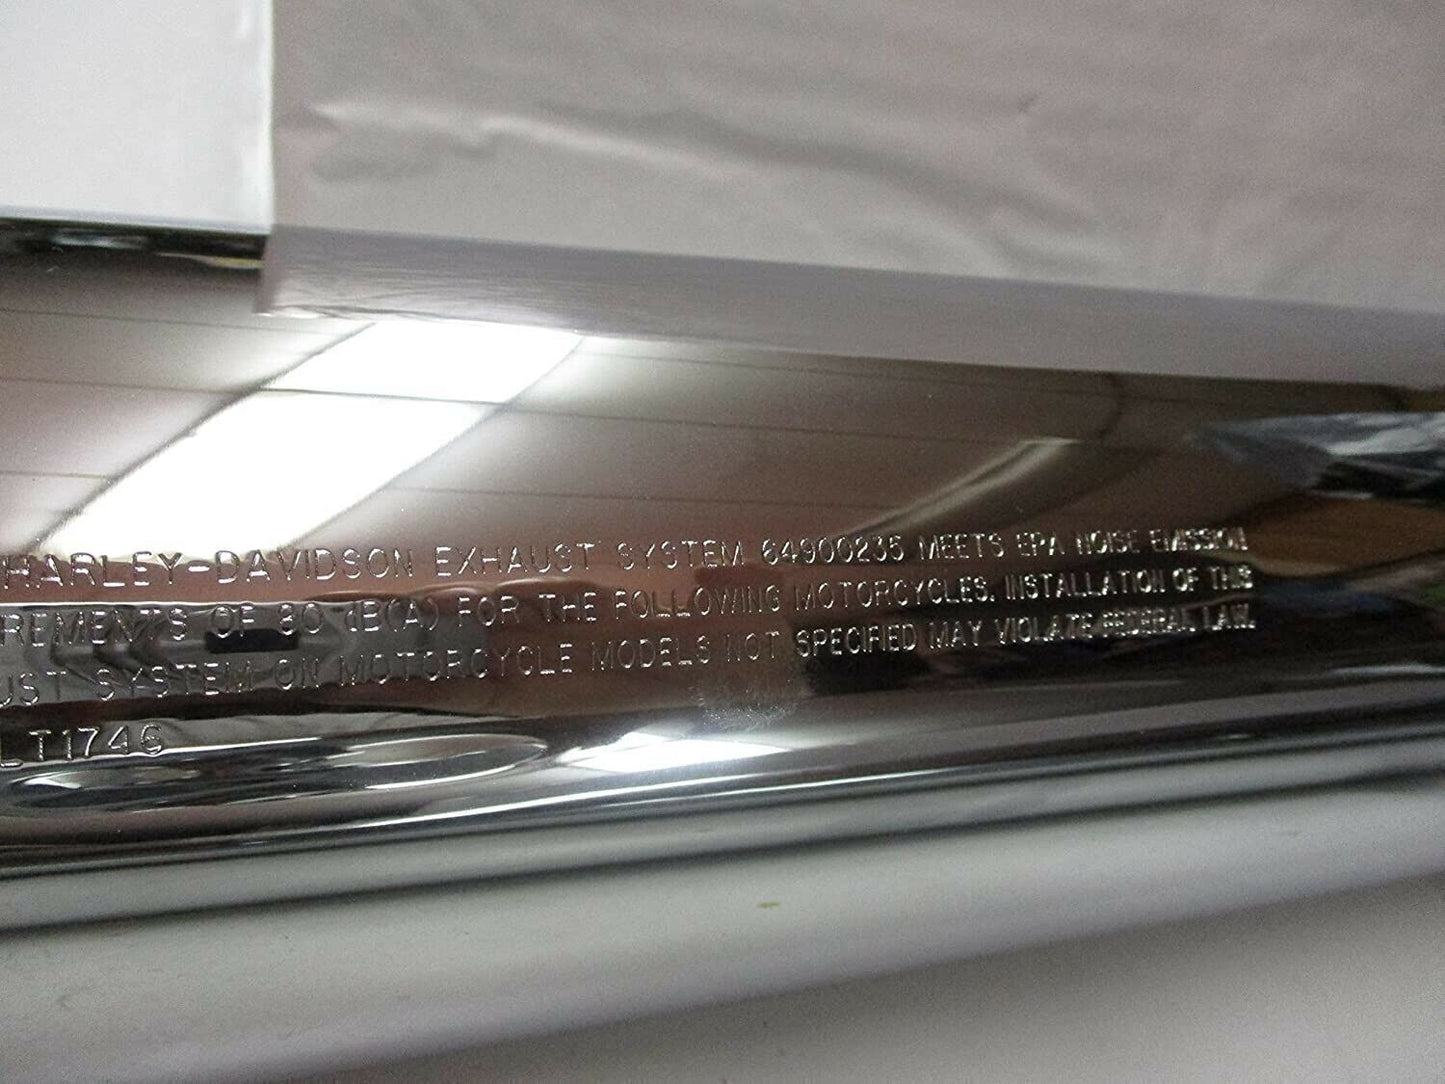 HARLEY-DAVIDSON EXHAUST SYSTEM 64900235 MEETS EPA NOISE EMISSION
REMENTS OF 80 dB(A) FOR THE FOLLOWING MOTORCYCLES. INSTALLATION OF THIS
UST SYSTEM ON MOTORCYCLE MODELS NOT SPECIFIED MAY VIOLATE FEDERAL LAW.
LT1746